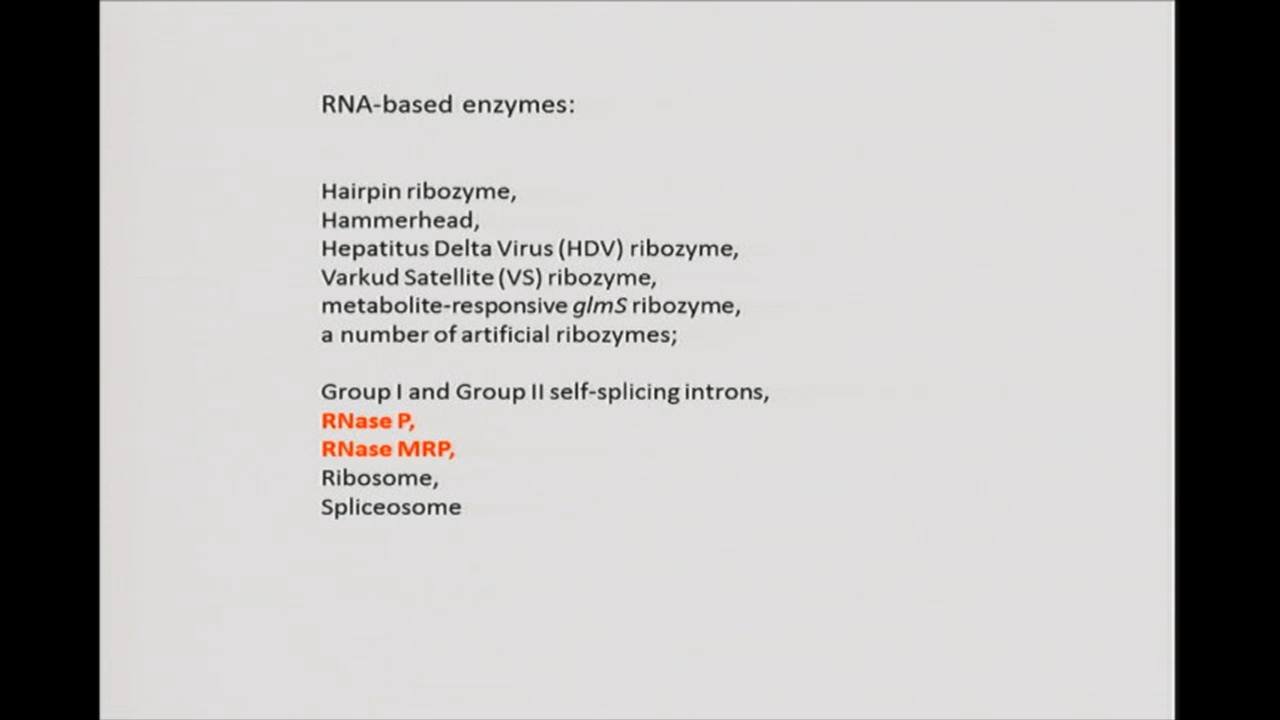 RNA-based enzymes:
Hairpin ribozyme,
Hammerhead,
Hepatitus Delta Virus (HDV) ribozyme,
Varkud Satellite (VS) ribozyme,
metabolite-responsive glmS ribozyme,
a number of artificial ribozymes;
Group I and Group II self-splicing introns,
RNase P,
RNase MRP,
Ribosome,
Spliceosome